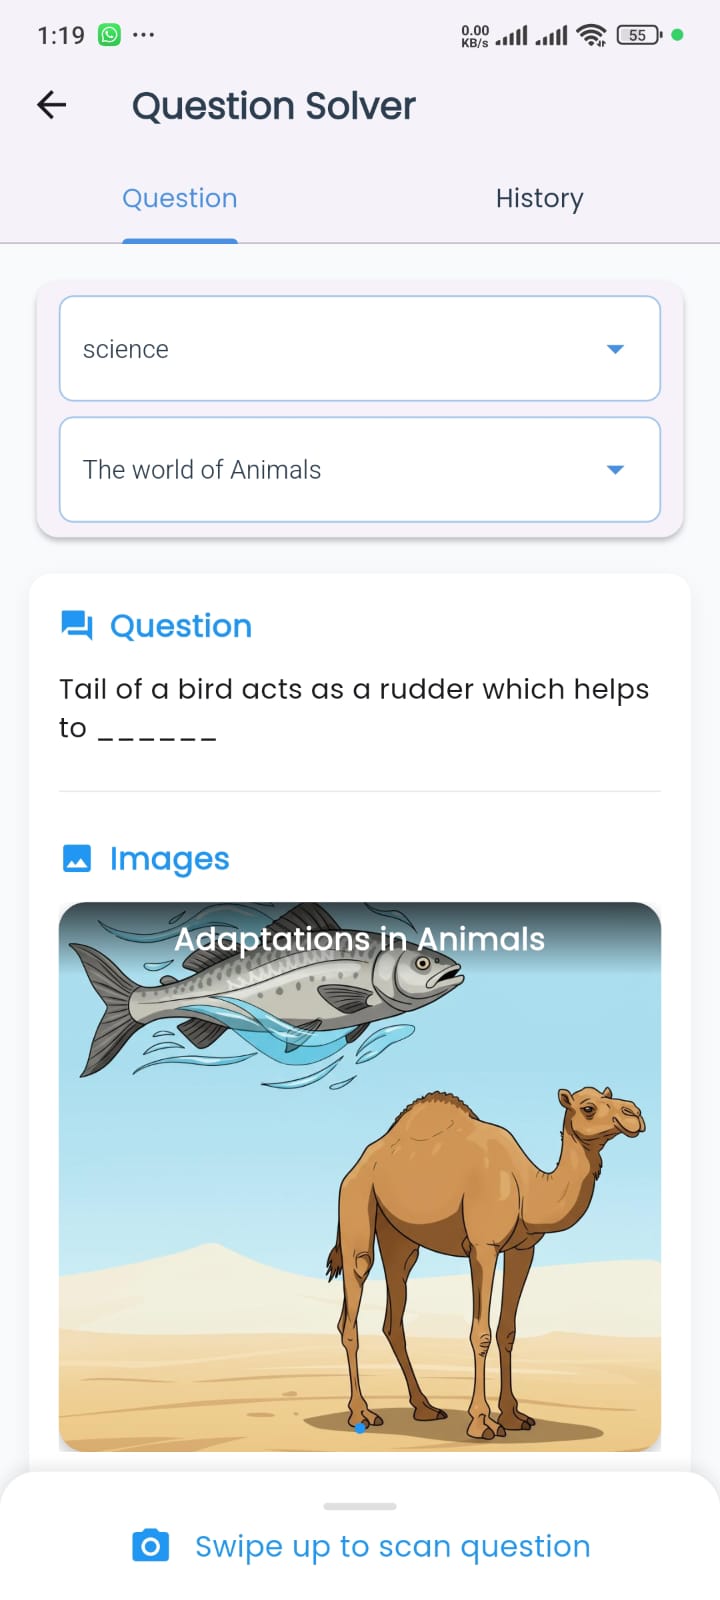 1:19 ... 0.00 KB/s 55
Question Solver
Question History
science
The world of Animals
Question
Tail of a bird acts as a rudder which helps
to ______
Images
Adaptations in Animals
Swipe up to scan question